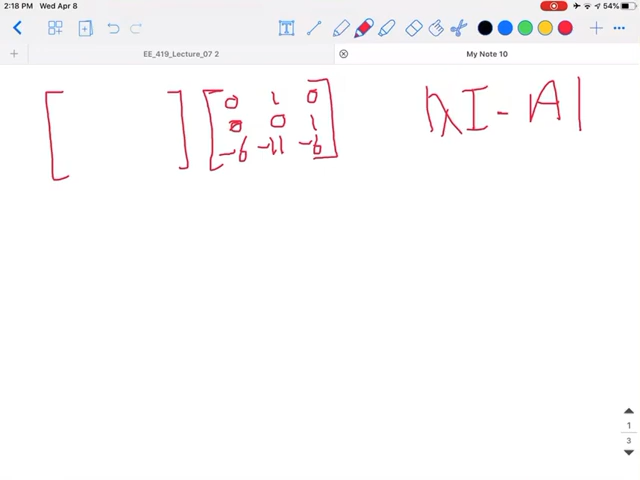 2:18 PM Wed Apr 8
54%
EE_419_Lecture_07 2
My Note 10
0 1 0
0 0 1
-6 -11 -6
|λI - A|
1
3